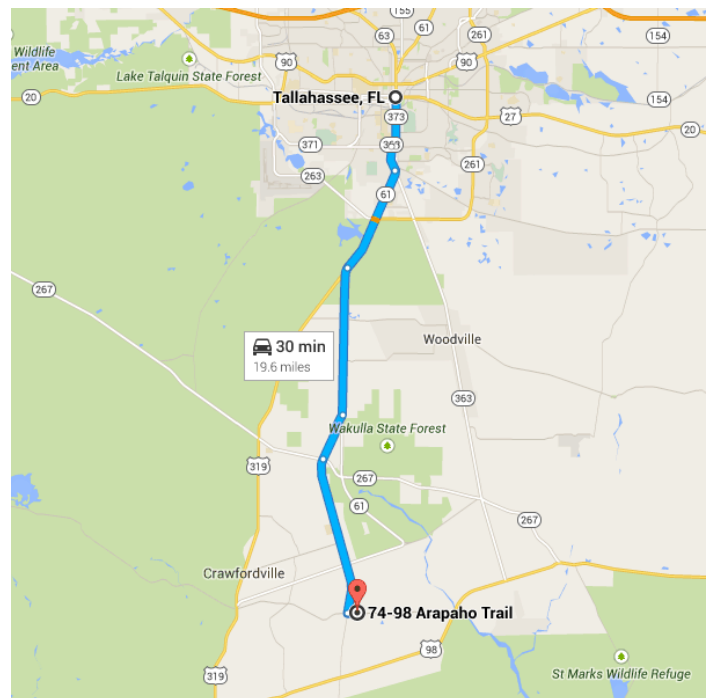 155
63
261
154
Wildlife
ent Area
90
90
Lake Talquin State Forest
20
Tallahassee, FL
154
373
27
20
371
363
263
261
61
267
Woodville
30 min
19.6 miles
363
Wakulla State Forest
319
267
61
267
Crawfordville
74-98 Arapaho Trail
98
319
St Marks Wildlife Refuge